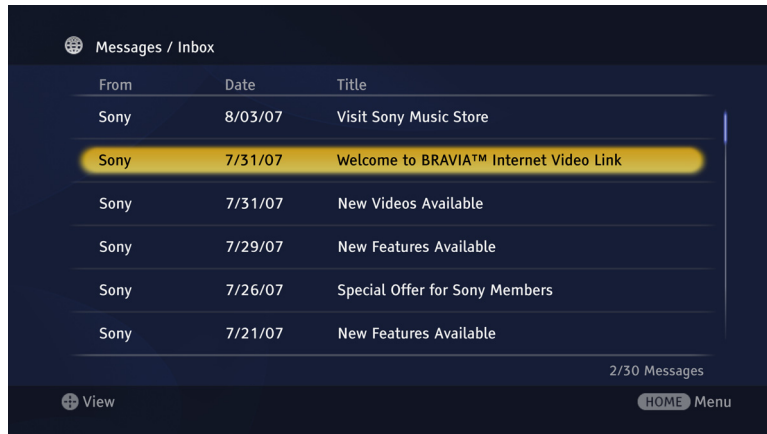 Messages / Inbox
From Date Title
Sony 8/03/07 Visit Sony Music Store
Sony 7/31/07 Welcome to BRAVIA™ Internet Video Link
Sony 7/31/07 New Videos Available
Sony 7/29/07 New Features Available
Sony 7/26/07 Special Offer for Sony Members
Sony 7/21/07 New Features Available
2/30 Messages
View HOME Menu